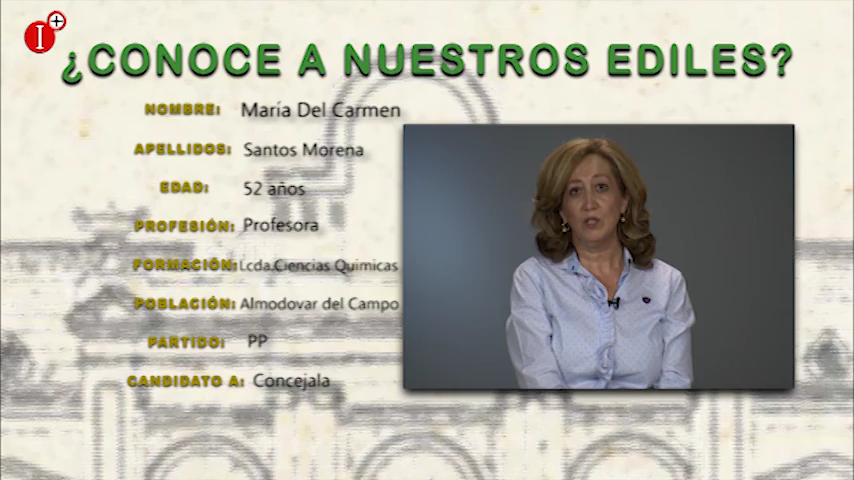 I+
¿CONOCE A NUESTROS EDILES?
NOMBRE: María Del Carmen
APELLIDOS: Santos Morena
EDAD: 52 años
PROFESIÓN: Profesora
FORMACIÓN: Lcda.Ciencias Quimicas
POBLACIÓN: Almodovar del Campo
PARTIDO: PP
CANDIDATO A: Concejala